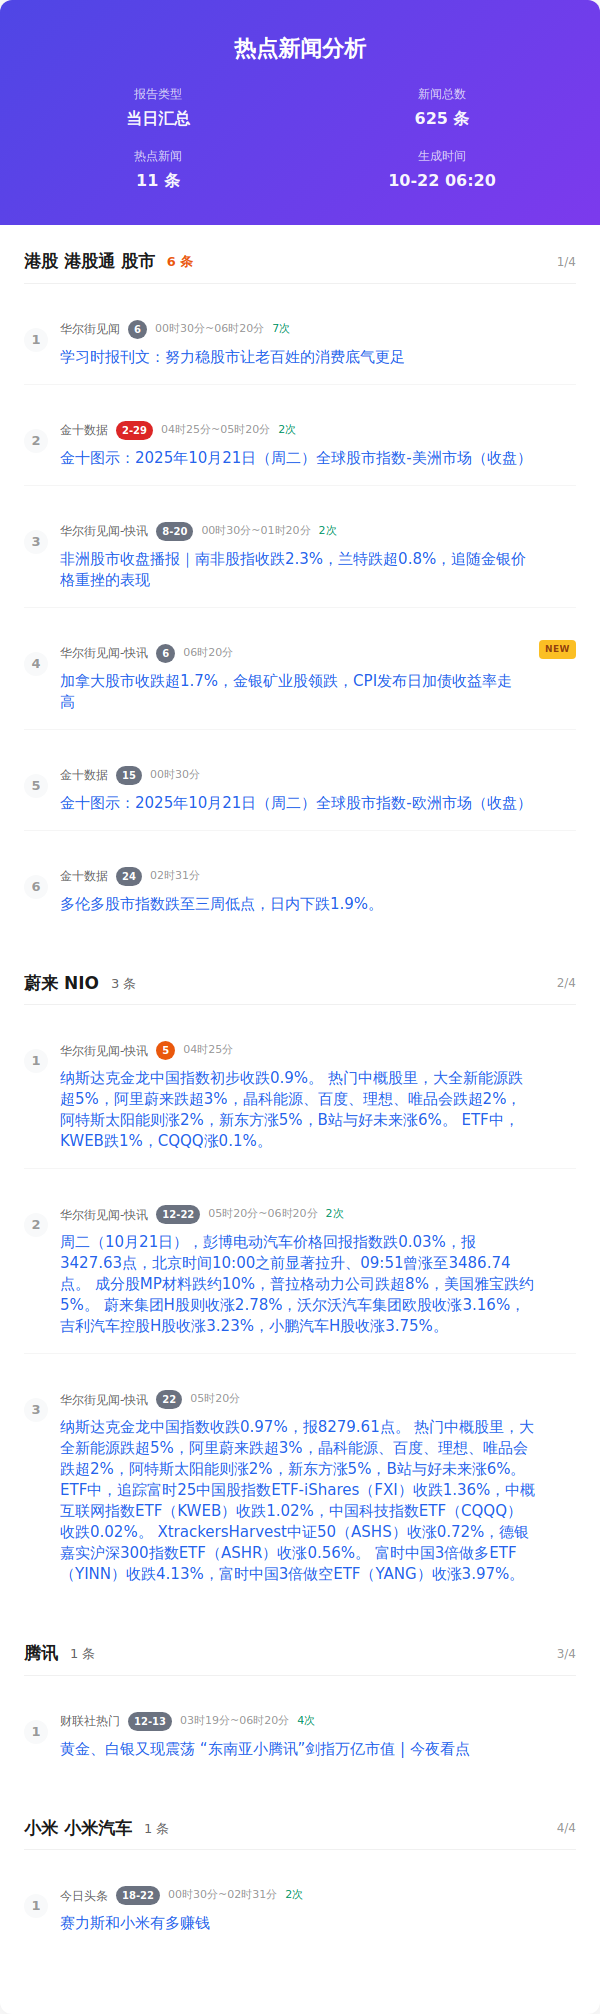 热点新闻分析
报告类型
当日汇总
新闻总数
625 条
热点新闻
11 条
生成时间
10-22 06:20
港股 港股通 股市 6 条 1/4
1 华尔街见闻 6 00时30分~06时20分 7次
学习时报刊文：努力稳股市让老百姓的消费底气更足
2 金十数据 2-29 04时25分~05时20分 2次
金十图示：2025年10月21日（周二）全球股市指数-美洲市场（收盘）
3 华尔街见闻-快讯 8-20 00时30分~01时20分 2次
非洲股市收盘播报｜南非股指收跌2.3%，兰特跌超0.8%，追随金银价
格重挫的表现
4 华尔街见闻-快讯 6 06时20分 NEW
加拿大股市收跌超1.7%，金银矿业股领跌，CPI发布日加债收益率走
高
5 金十数据 15 00时30分
金十图示：2025年10月21日（周二）全球股市指数-欧洲市场（收盘）
6 金十数据 24 02时31分
多伦多股市指数跌至三周低点，日内下跌1.9%。
蔚来 NIO 3 条 2/4
1 华尔街见闻-快讯 5 04时25分
纳斯达克金龙中国指数初步收跌0.9%。 热门中概股里，大全新能源跌
超5%，阿里蔚来跌超3%，晶科能源、百度、理想、唯品会跌超2%，
阿特斯太阳能则涨2%，新东方涨5%，B站与好未来涨6%。 ETF中，
KWEB跌1%，CQQQ涨0.1%。
2 华尔街见闻-快讯 12-22 05时20分~06时20分 2次
周二（10月21日），彭博电动汽车价格回报指数跌0.03%，报
3427.63点，北京时间10:00之前显著拉升、09:51曾涨至3486.74
点。 成分股MP材料跌约10%，普拉格动力公司跌超8%，美国雅宝跌约
5%。 蔚来集团H股则收涨2.78%，沃尔沃汽车集团欧股收涨3.16%，
吉利汽车控股H股收涨3.23%，小鹏汽车H股收涨3.75%。
3 华尔街见闻-快讯 22 05时20分
纳斯达克金龙中国指数收跌0.97%，报8279.61点。 热门中概股里，大
全新能源跌超5%，阿里蔚来跌超3%，晶科能源、百度、理想、唯品会
跌超2%，阿特斯太阳能则涨2%，新东方涨5%，B站与好未来涨6%。
ETF中，追踪富时25中国股指数ETF-iShares（FXI）收跌1.36%，中概
互联网指数ETF（KWEB）收跌1.02%，中国科技指数ETF（CQQQ）
收跌0.02%。 XtrackersHarvest中证50（ASHS）收涨0.72%，德银
嘉实沪深300指数ETF（ASHR）收涨0.56%。 富时中国3倍做多ETF
（YINN）收跌4.13%，富时中国3倍做空ETF（YANG）收涨3.97%。
腾讯 1 条 3/4
1 财联社热门 12-13 03时19分~06时20分 4次
黄金、白银又现震荡 “东南亚小腾讯”剑指万亿市值 | 今夜看点
小米 小米汽车 1 条 4/4
1 今日头条 18-22 00时30分~02时31分 2次
赛力斯和小米有多赚钱